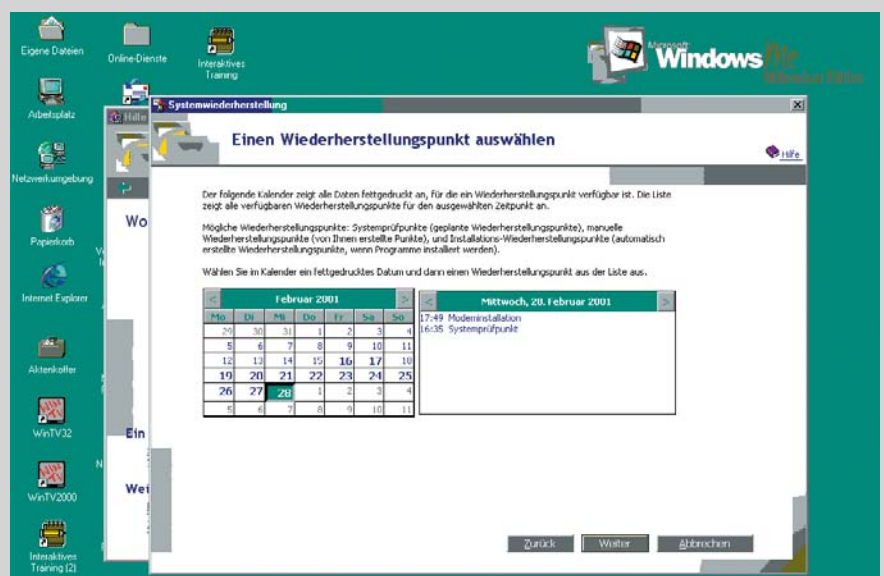 Eigene Dateien
Online-Dienste
Interaktives
Training
Microsoft
Windows Me
Millennium Edition
Arbeitsplatz
Netzwerkumgebung
Papierkorb
Internet Explorer
Aktenkoffer
WinTV32
WinTV2000
Interaktives
Training (2)
Hilfe
Wo
Ein
Wei
Systemwiederherstellung
Einen Wiederherstellungspunkt auswählen
Hilfe
Der folgende Kalender zeigt alle Daten fettgedruckt an, für die ein Wiederherstellungspunkt verfügbar ist. Die Liste
zeigt alle verfügbaren Wiederherstellungspunkte für den ausgewählten Zeitpunkt an.
Mögliche Wiederherstellungspunkte: Systemprüfpunkte (geplante Wiederherstellungspunkte), manuelle
Wiederherstellungspunkte (von Ihnen erstellte Punkte), und Installations-Wiederherstellungspunkte (automatisch
erstellte Wiederherstellungspunkte, wenn Programme installiert werden).
Wählen Sie im Kalender ein fettgedrucktes Datum und dann einen Wiederherstellungspunkt aus der Liste aus.
< Februar 2001 >
Mo Di Mi Do Fr Sa So
29 30 31 1 2 3 4
5 6 7 8 9 10 11
12 13 14 15 16 17 18
19 20 21 22 23 24 25
26 27 28 1 2 3 4
5 6 7 8 9 10 11
< Mittwoch, 28. Februar 2001 >
17:49 Modeminstallation
16:35 Systemprüfpunkt
Zurück
Weiter
Abbrechen